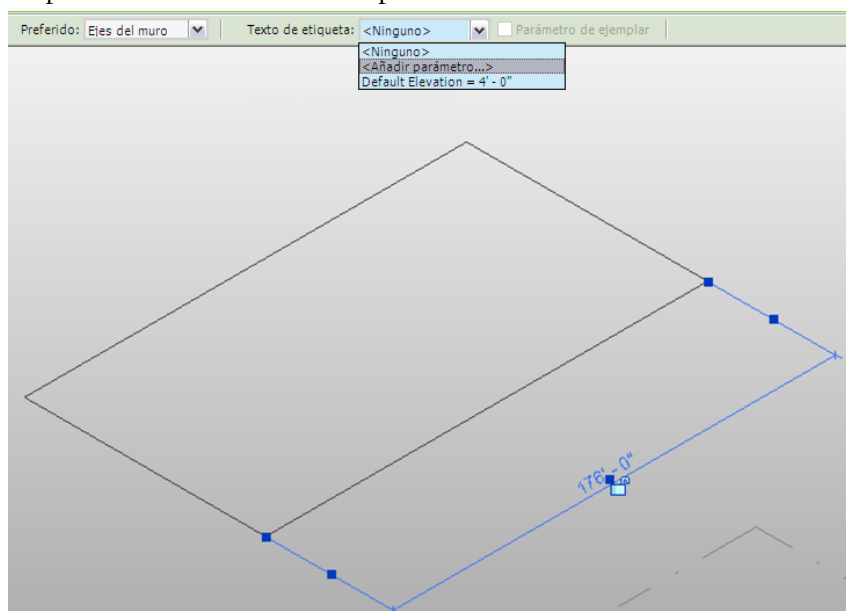 Preferido: Ejes del muro Texto de etiqueta: <Ninguno> Parámetro de ejemplar
<Ninguno>
<Añadir parámetro...>
Default Elevation = 4' - 0"
176' - 0"